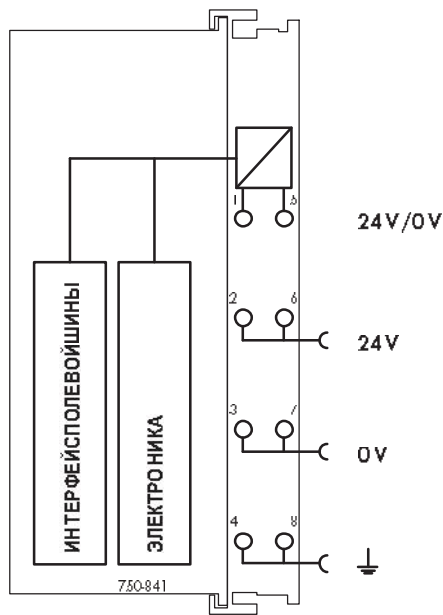 1 5
24V/0V
2 6
24V
3 7
0V
4 8
ИНТЕРФЕЙСПОЛЕВОЙШИНЫ
ЭЛЕКТРОНИКА
750-841